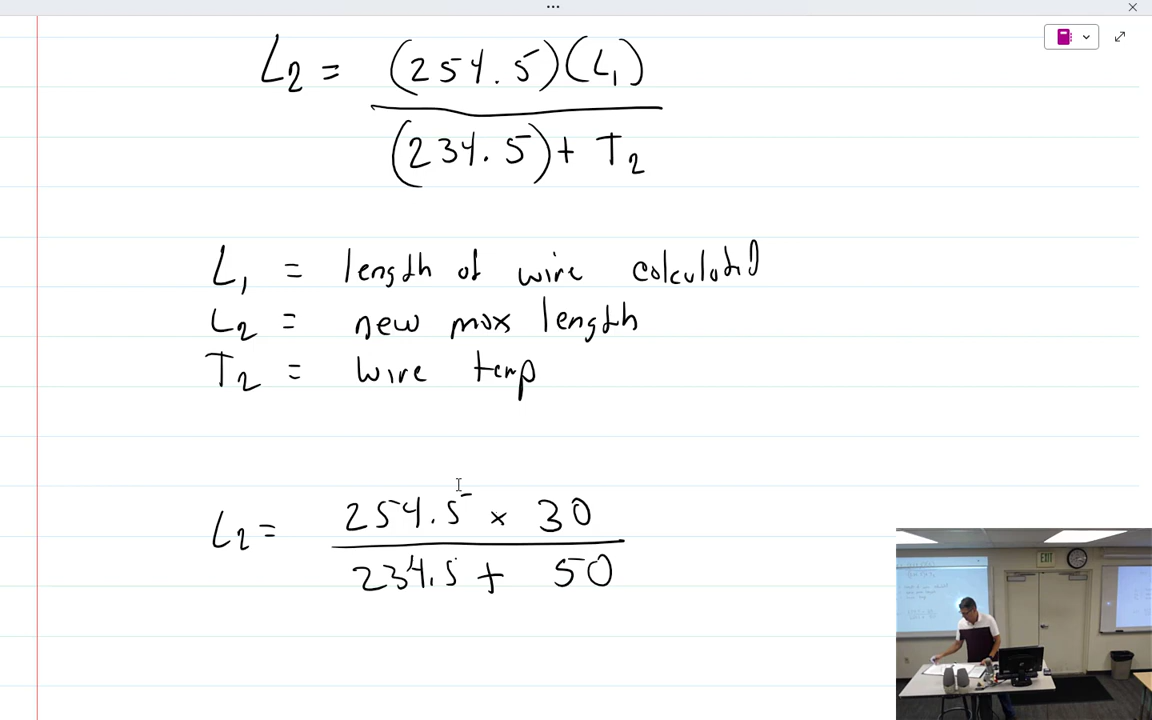 L2 = (254.5)(L1)
(234.5) + T2
L1 = length of wire calculated
L2 = new max length
T2 = wire temp
L2 = 254.5 × 30
234.5 + 50
EXIT